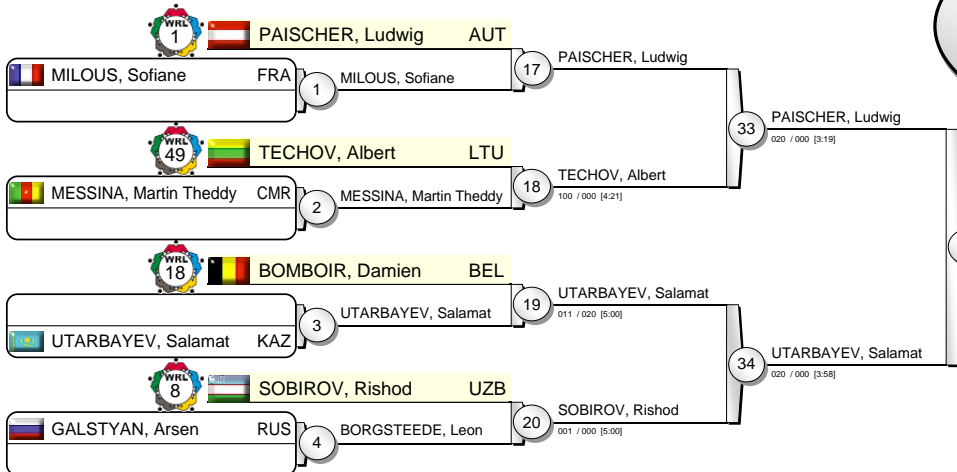 WRL
1
PAISCHER, Ludwig AUT
MILOUS, Sofiane FRA
1
MILOUS, Sofiane
17
PAISCHER, Ludwig
WRL
49
TECHOV, Albert LTU
MESSINA, Martin Theddy CMR
2
MESSINA, Martin Theddy
18
TECHOV, Albert
100 / 000 [4:21]
33
PAISCHER, Ludwig
020 / 000 [3:19]
WRL
18
BOMBOIR, Damien BEL
UTARBAYEV, Salamat KAZ
3
UTARBAYEV, Salamat
19
UTARBAYEV, Salamat
011 / 020 [5:00]
WRL
8
SOBIROV, Rishod UZB
GALSTYAN, Arsen RUS
4
BORGSTEEDE, Leon
20
SOBIROV, Rishod
001 / 000 [5:00]
34
UTARBAYEV, Salamat
020 / 000 [3:58]